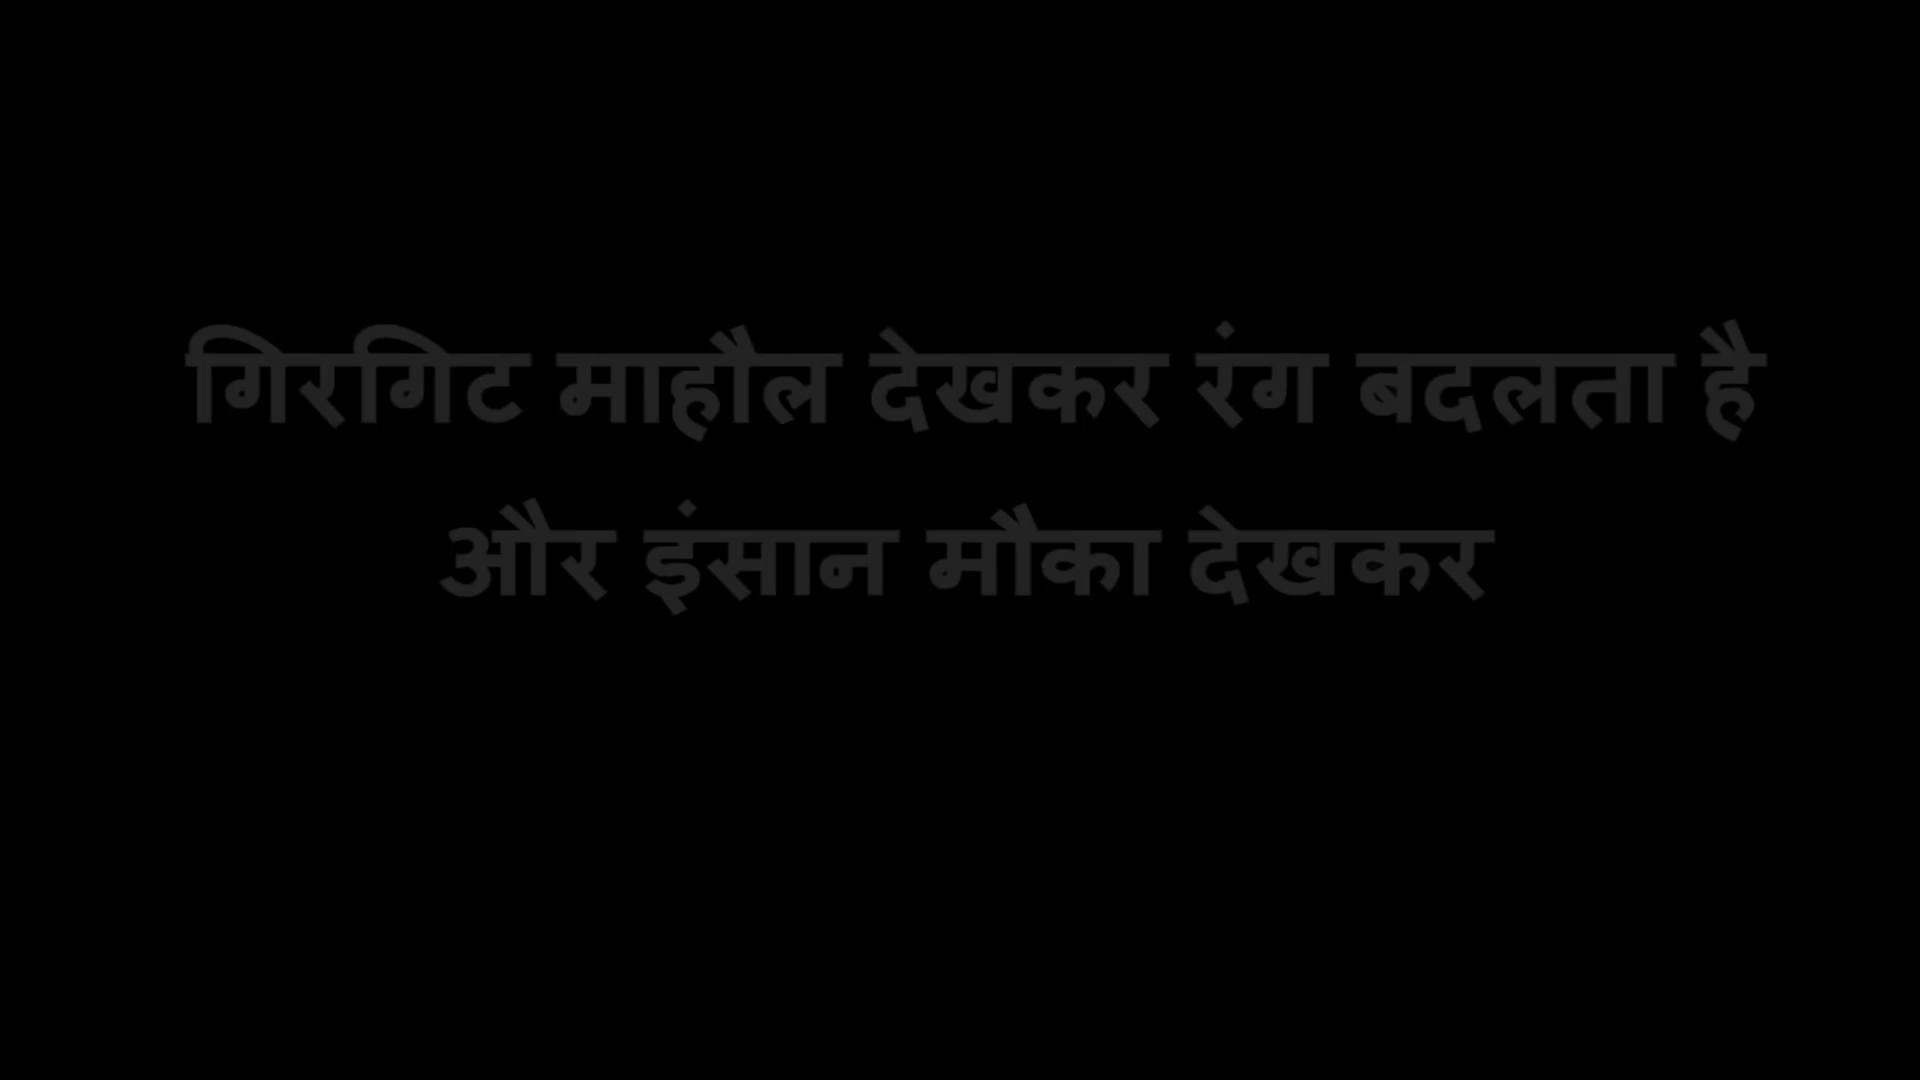 गिरगिट माहौल देखकर रंग बदलता है
और इंसान मौका देखकर